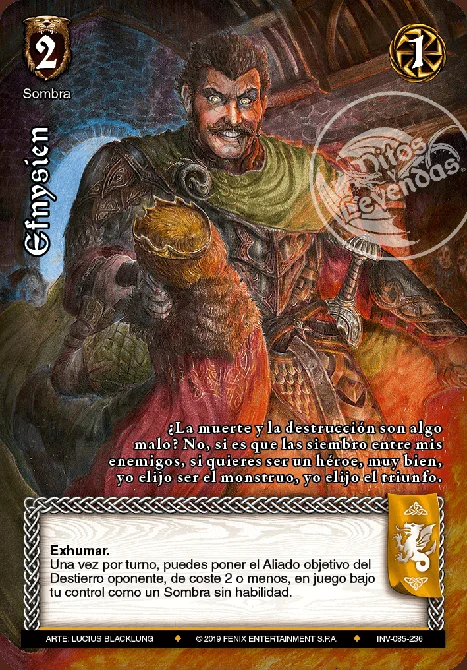 2
1
Sombra
Mitos y
Leyendas
Efnysien
¿La muerte y la destrucción son algo
malo? No, si es que las siembro entre mis
enemigos, si quieres ser un héroe, muy bien,
yo elijo ser el monstruo, yo elijo el triunfo.
Exhumar.
Una vez por turno, puedes poner el Aliado objetivo del
Destierro oponente, de coste 2 o menos, en juego bajo
tu control como un Sombra sin habilidad.
ARTE: LUCIUS BLACKLUNG ♦ © 2019 FENIX ENTERTAINMENT S.P.A. ♦ INV-085-236